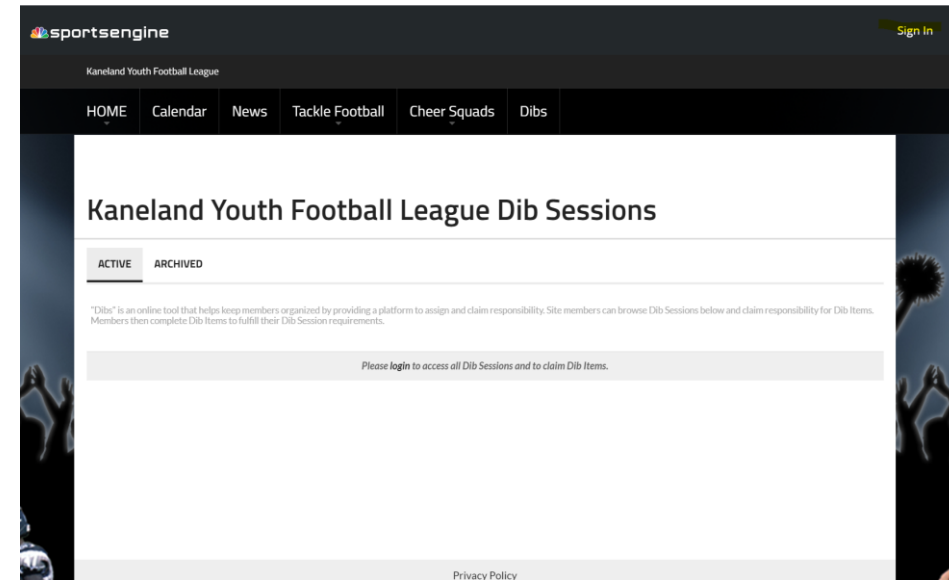 sportsengine
Sign In
Kaneland Youth Football League
HOME Calendar News Tackle Football Cheer Squads Dibs
Kaneland Youth Football League Dib Sessions
ACTIVE ARCHIVED
"Dibs" is an online tool that helps keep members organized by providing a platform to assign and claim responsibility. Site members can browse Dib Sessions below and claim responsibility for Dib Items.
Members then complete Dib Items to fulfill their Dib Session requirements.
Please login to access all Dib Sessions and to claim Dib Items.
Privacy Policy